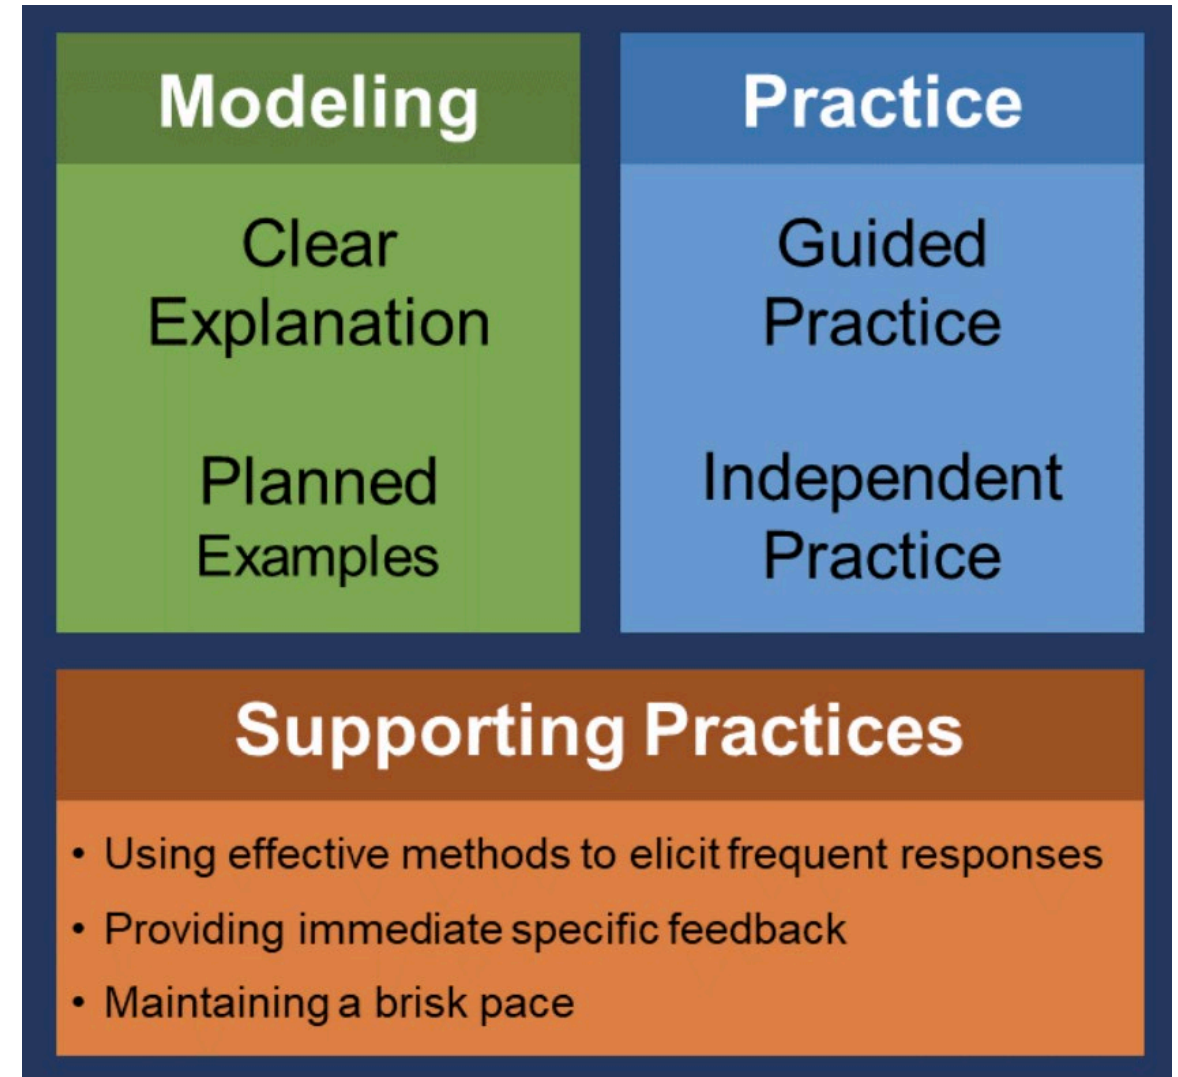 Modeling
Clear
Explanation
Planned
Examples
Practice
Guided
Practice
Independent
Practice
Supporting Practices
• Using effective methods to elicit frequent responses
• Providing immediate specific feedback
• Maintaining a brisk pace